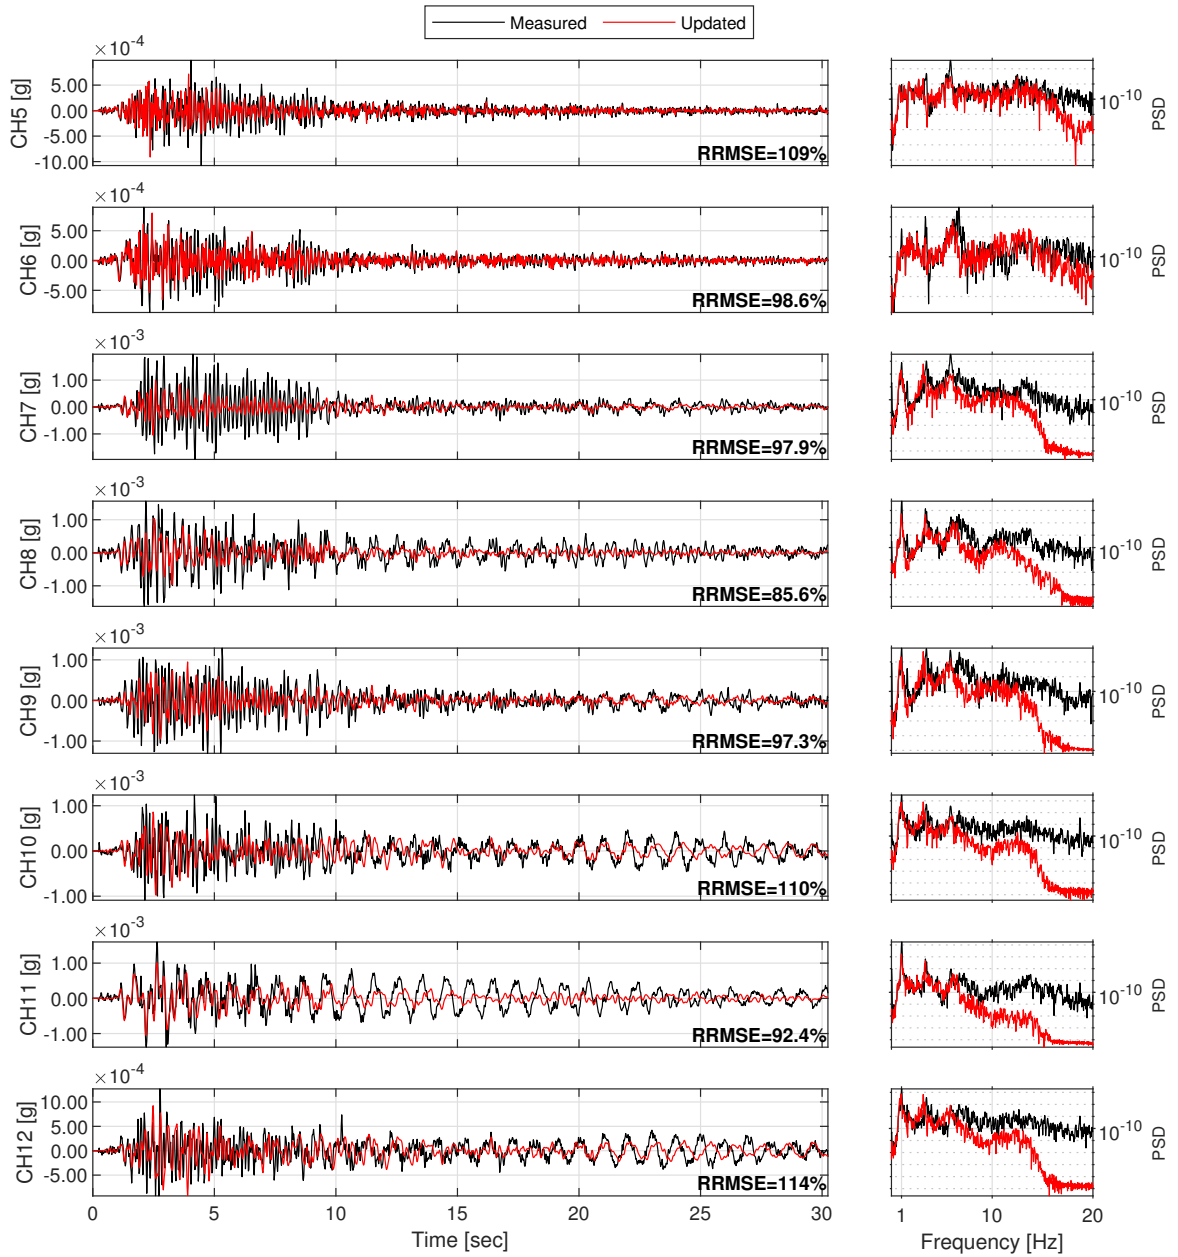 Measured Updated
×10-4
CH5 [g]
5.00
0.00
-5.00
-10.00
RRMSE=109%
10-10
PSD
×10-4
CH6 [g]
5.00
0.00
-5.00
RRMSE=98.6%
10-10
PSD
×10-3
CH7 [g]
1.00
0.00
-1.00
RRMSE=97.9%
10-10
PSD
×10-3
CH8 [g]
1.00
0.00
-1.00
RRMSE=85.6%
10-10
PSD
×10-3
CH9 [g]
1.00
0.00
-1.00
RRMSE=97.3%
10-10
PSD
×10-3
CH10 [g]
1.00
0.00
-1.00
RRMSE=110%
10-10
PSD
×10-3
CH11 [g]
1.00
0.00
-1.00
RRMSE=92.4%
10-10
PSD
×10-4
CH12 [g]
10.00
5.00
0.00
-5.00
RRMSE=114%
10-10
PSD
0 5 10 15 20 25 30
Time [sec]
1 10 20
Frequency [Hz]